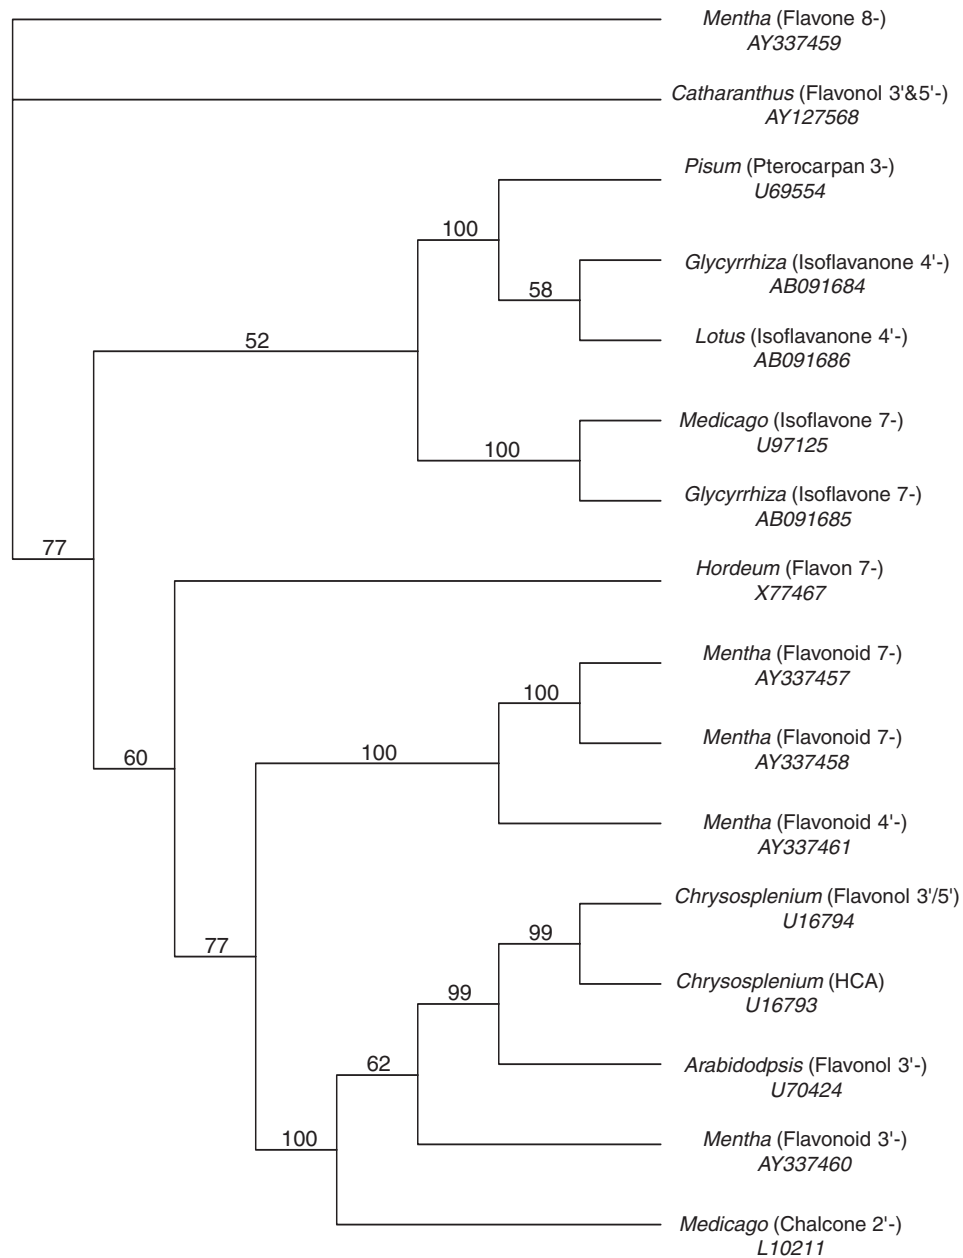 Mentha (Flavone 8-)
AY337459
Catharanthus (Flavonol 3'&5'-)
AY127568
Pisum (Pterocarpan 3-)
U69554
100
Glycyrrhiza (Isoflavanone 4'-)
AB091684
58
Lotus (Isoflavanone 4'-)
AB091686
52
Medicago (Isoflavone 7-)
U97125
100
Glycyrrhiza (Isoflavone 7-)
AB091685
77
Hordeum (Flavon 7-)
X77467
Mentha (Flavonoid 7-)
AY337457
100
Mentha (Flavonoid 7-)
AY337458
100
60
Mentha (Flavonoid 4'-)
AY337461
Chrysosplenium (Flavonol 3'/5')
U16794
99
77
Chrysosplenium (HCA)
U16793
99
Arabidodpsis (Flavonol 3'-)
U70424
62
Mentha (Flavonoid 3'-)
AY337460
100
Medicago (Chalcone 2'-)
L10211